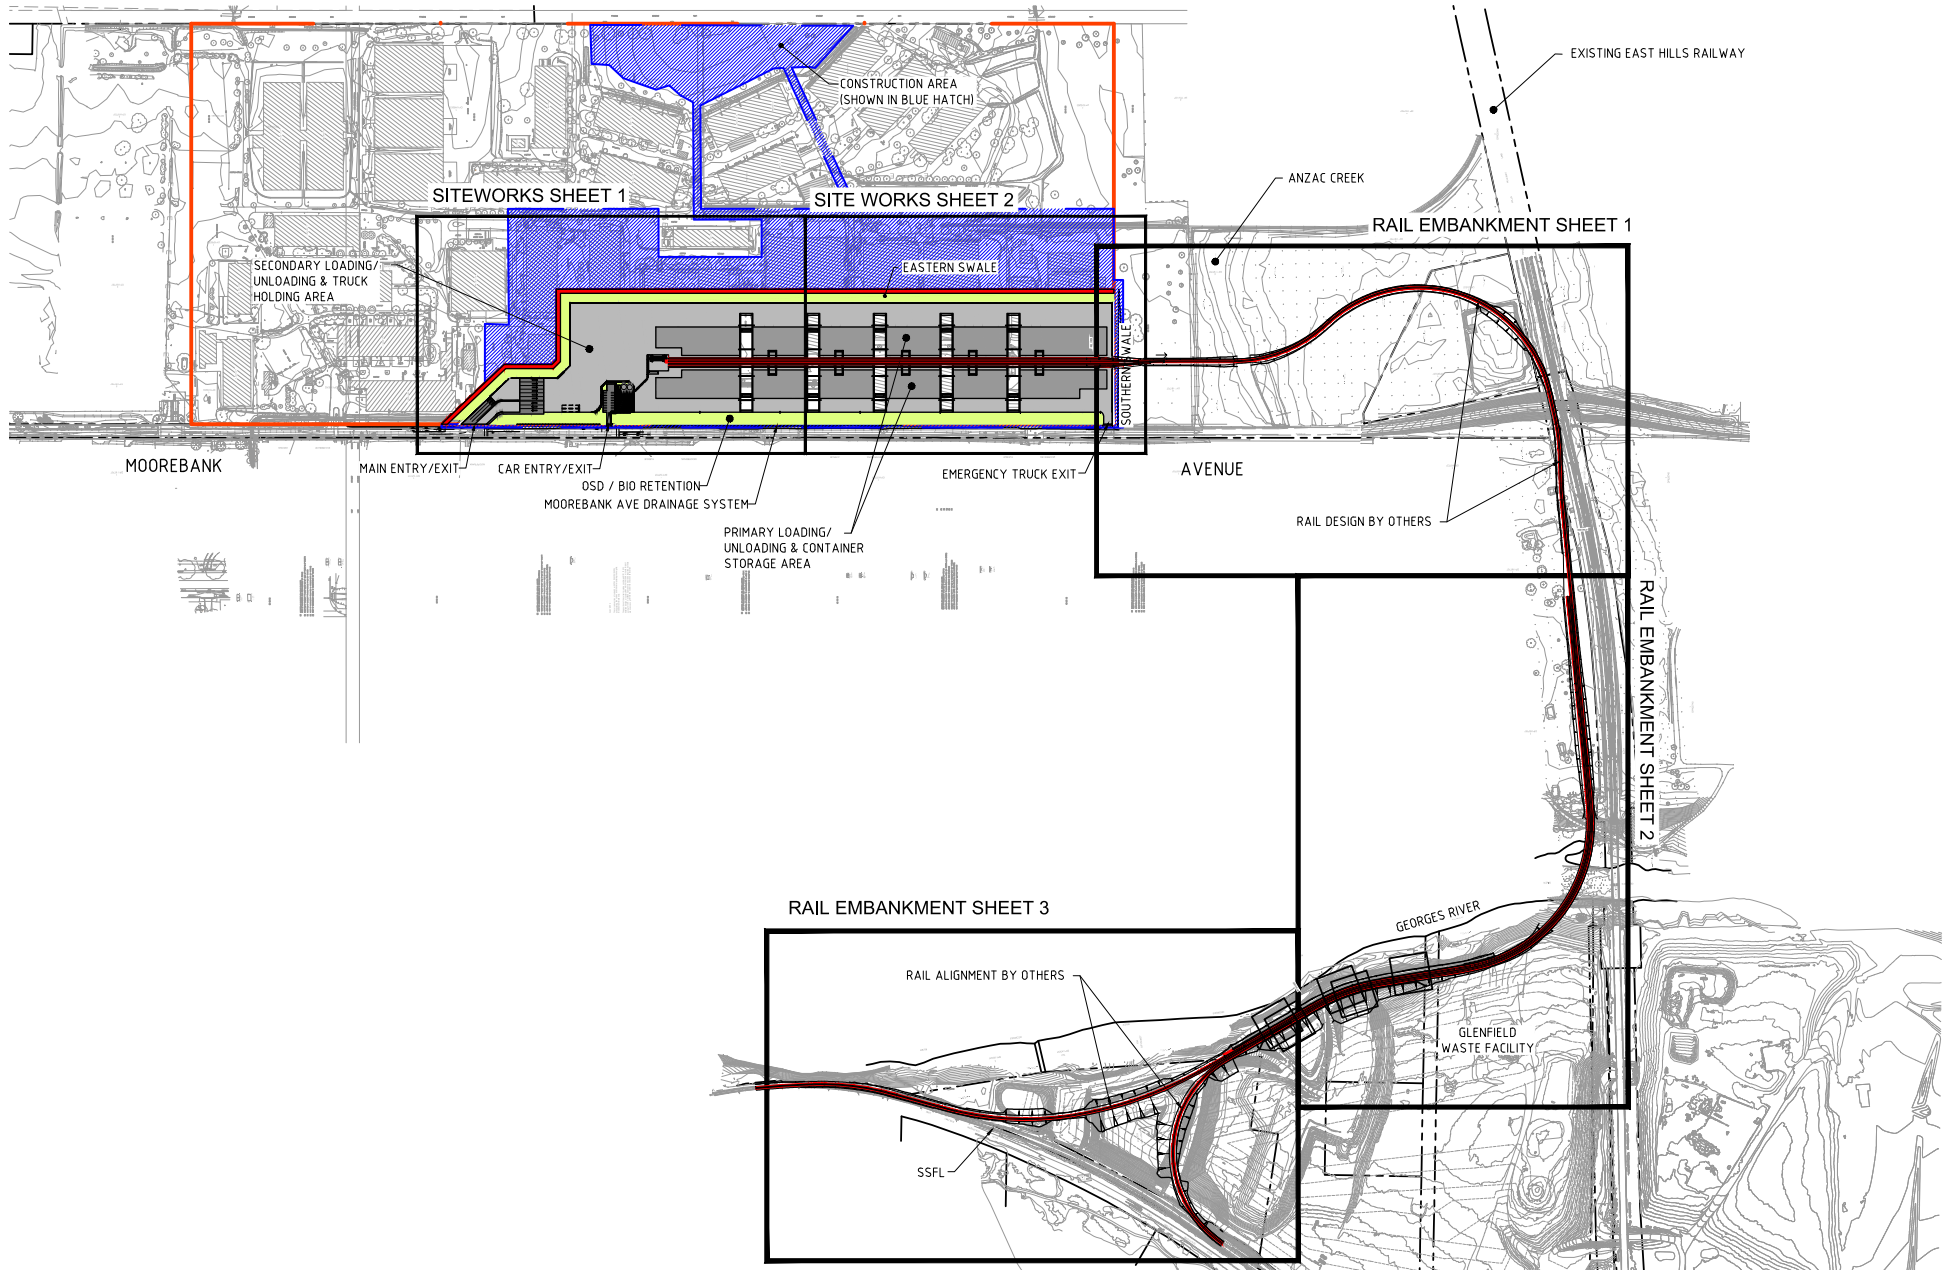 EXISTING EAST HILLS RAILWAY
CONSTRUCTION AREA
(SHOWN IN BLUE HATCH)
ANZAC CREEK
SITEWORKS SHEET 1
SITE WORKS SHEET 2
RAIL EMBANKMENT SHEET 1
SECONDARY LOADING/
UNLOADING & TRUCK
HOLDING AREA
EASTERN SWALE
SOUTHERN SWALE
MOOREBANK
MAIN ENTRY/EXIT
CAR ENTRY/EXIT
OSD / BIO RETENTION
MOOREBANK AVE DRAINAGE SYSTEM
EMERGENCY TRUCK EXIT
AVENUE
PRIMARY LOADING/
UNLOADING & CONTAINER
STORAGE AREA
RAIL DESIGN BY OTHERS
RAIL EMBANKMENT SHEET 2
RAIL EMBANKMENT SHEET 3
GEORGES RIVER
RAIL ALIGNMENT BY OTHERS
GLENFIELD
WASTE FACILITY
SSFL